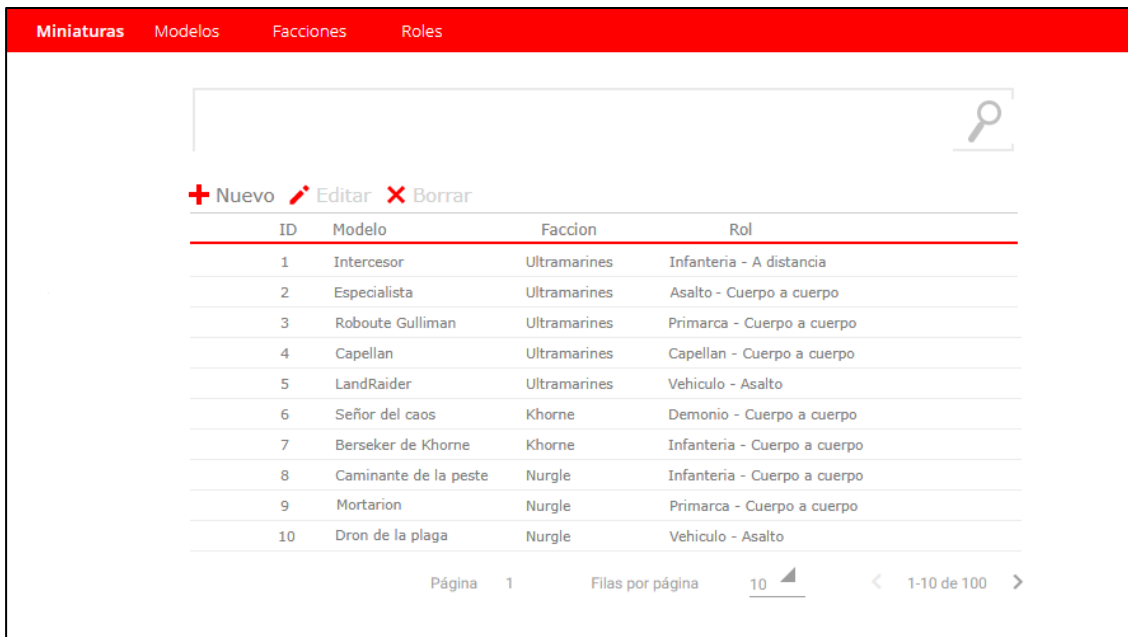 Miniaturas Modelos Facciones Roles
Nuevo Editar Borrar
ID Modelo Faccion Rol
1 Intercesor Ultramarines Infanteria - A distancia
2 Especialista Ultramarines Asalto - Cuerpo a cuerpo
3 Roboute Gulliman Ultramarines Primarca - Cuerpo a cuerpo
4 Capellan Ultramarines Capellan - Cuerpo a cuerpo
5 LandRaider Ultramarines Vehiculo - Asalto
6 Señor del caos Khorne Demonio - Cuerpo a cuerpo
7 Berseker de Khorne Khorne Infanteria - Cuerpo a cuerpo
8 Caminante de la peste Nurgle Infanteria - Cuerpo a cuerpo
9 Mortarion Nurgle Primarca - Cuerpo a cuerpo
10 Dron de la plaga Nurgle Vehiculo - Asalto
Página 1 Filas por página 10 1-10 de 100